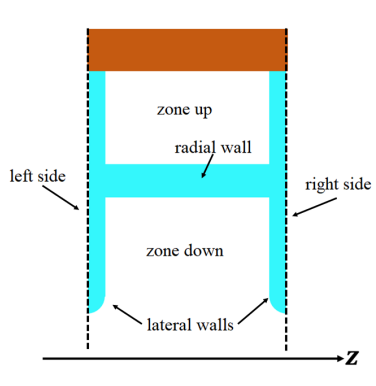 zone up
radial wall
left side
right side
zone down
lateral walls
z